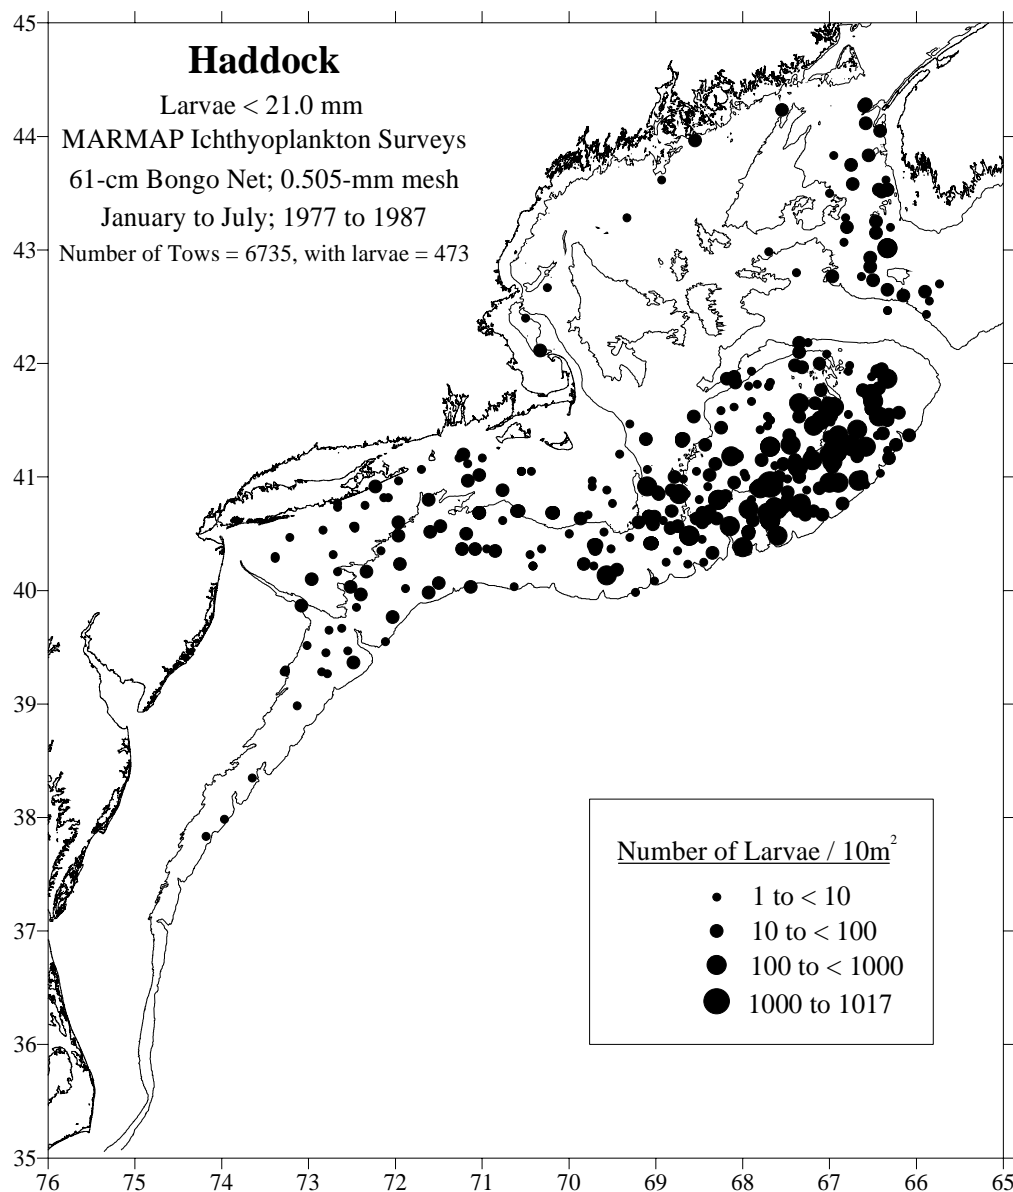 Haddock
Larvae < 21.0 mm
MARMAP Ichthyoplankton Surveys
61-cm Bongo Net; 0.505-mm mesh
January to July; 1977 to 1987
Number of Tows = 6735, with larvae = 473
45
44
43
42
41
40
39
38
37
36
35
Number of Larvae / 10m²
1 to < 10
10 to < 100
100 to < 1000
1000 to 1017
76 75 74 73 72 71 70 69 68 67 66 65